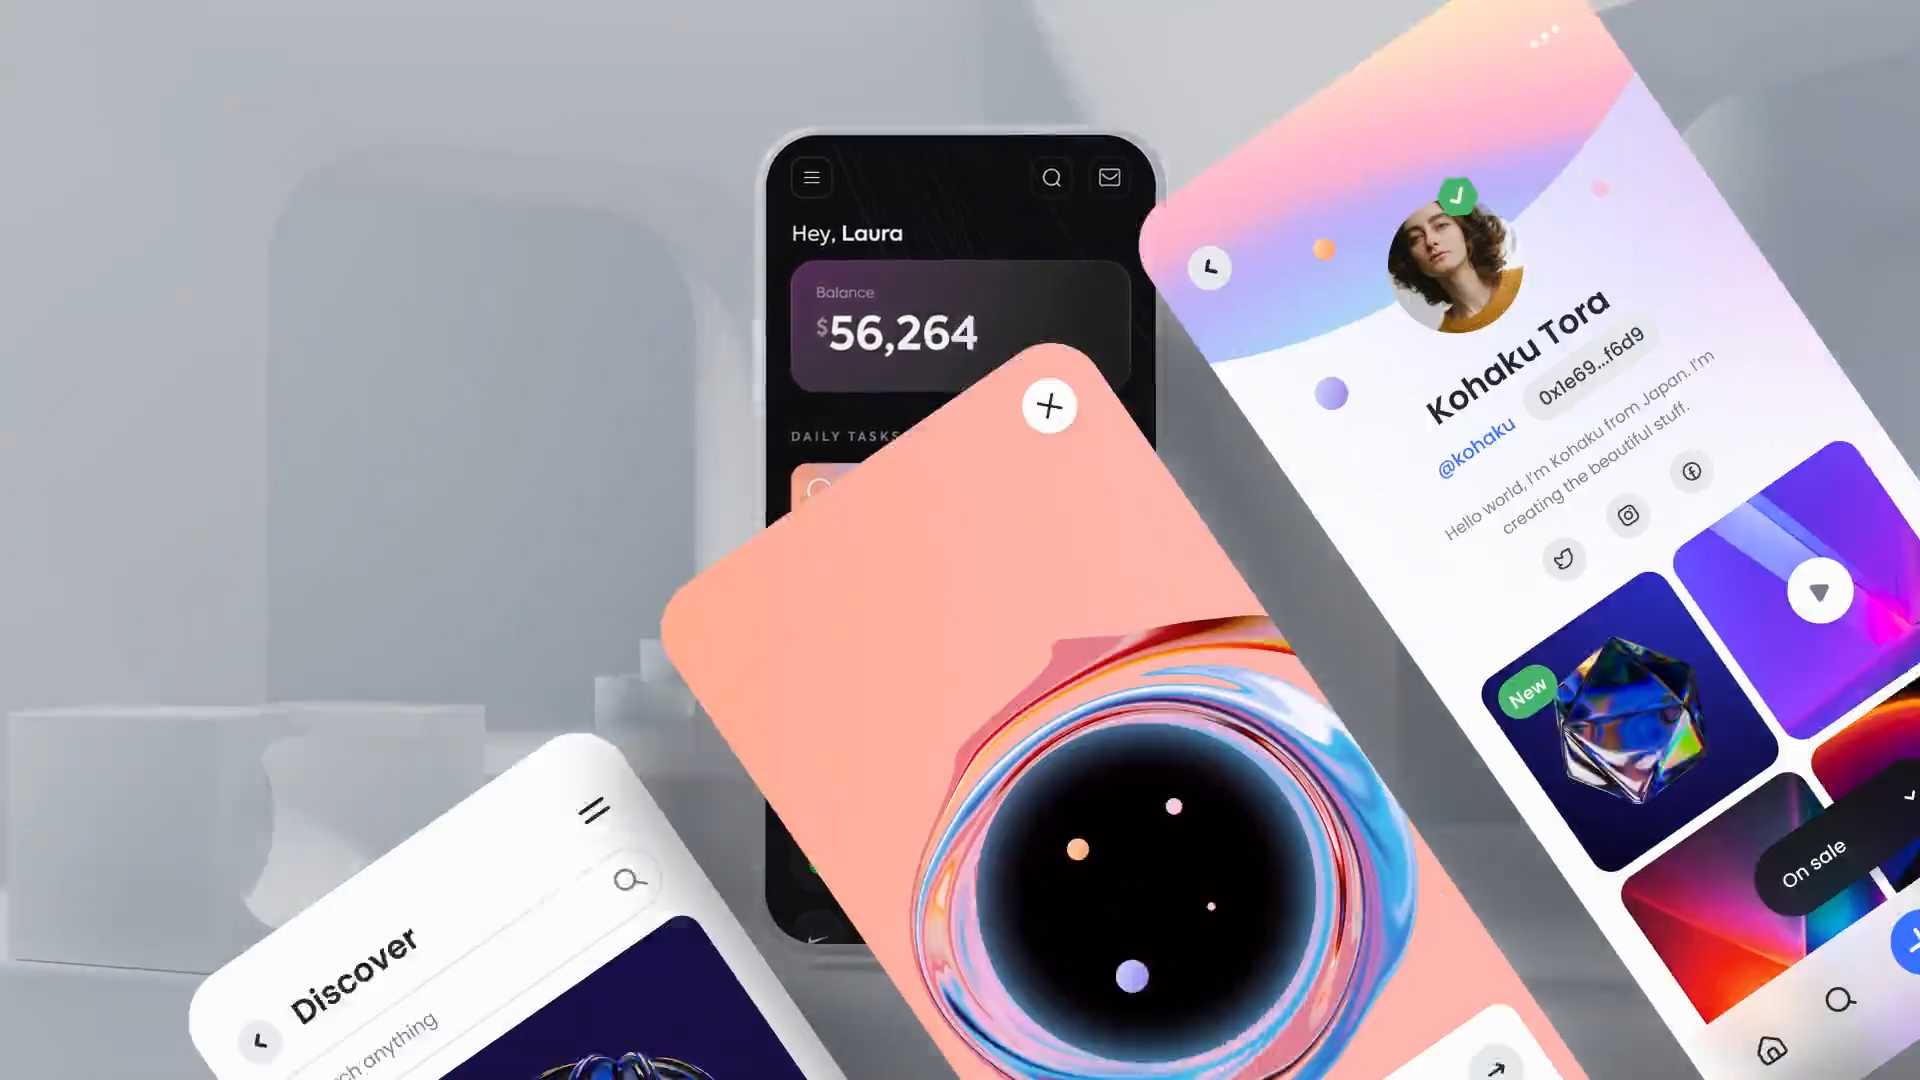 Hey, Laura
Balance
$56,264
DAILY TASKS
Kohaku Tora
@kohaku 0x1e69...f6d9
Hello world, I'm Kohaku from Japan. I'm
creating the beautiful stuff.
New
On sale
Discover
anything